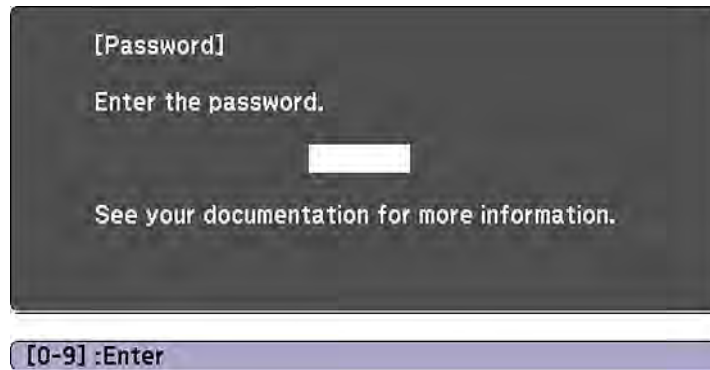 [Password]
Enter the password.
See your documentation for more information.
[0-9] :Enter